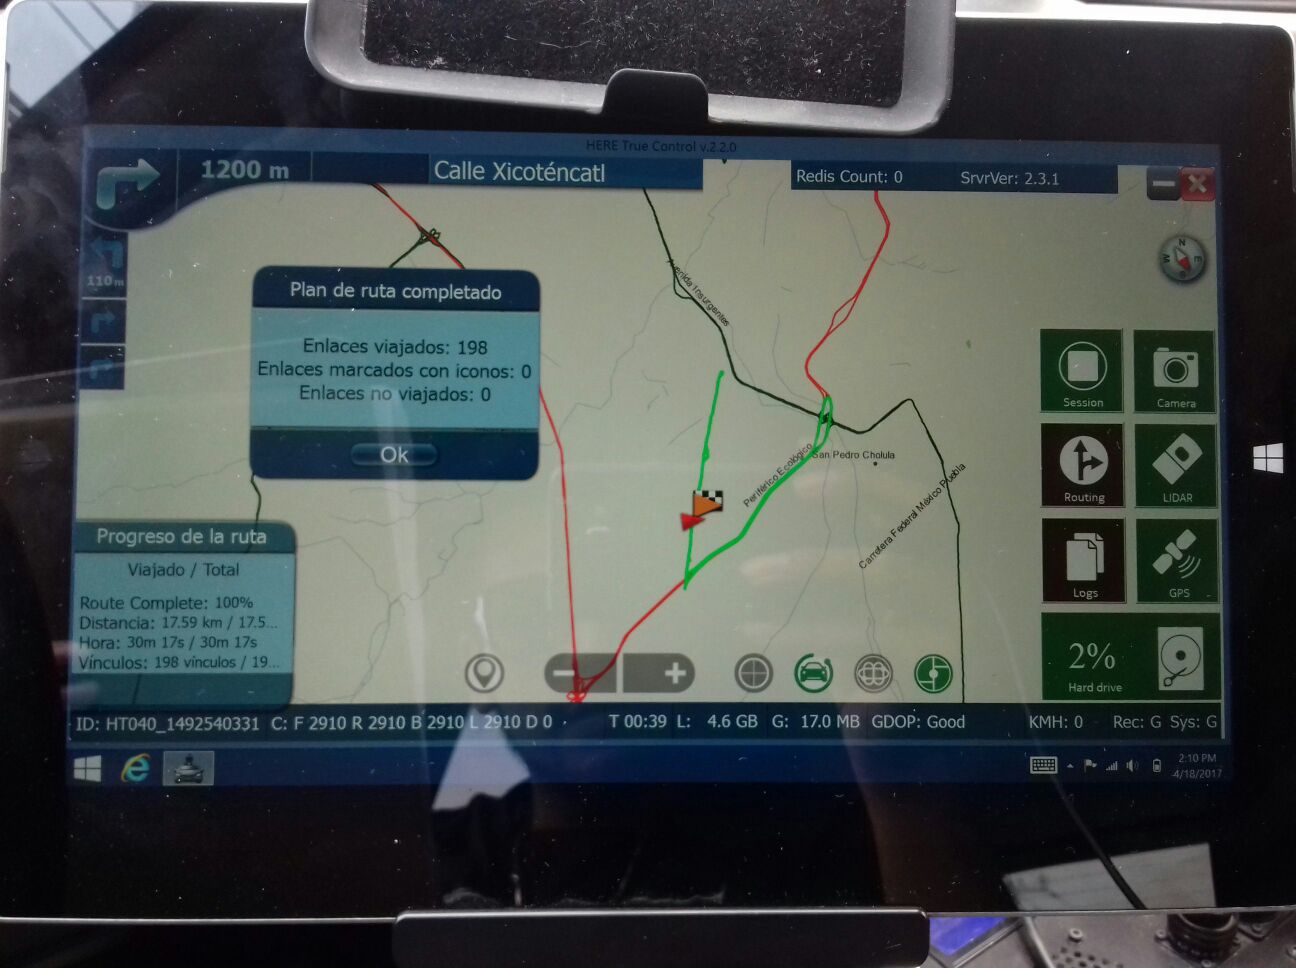 HERE True Control v.2.2.0
1200 m
Calle Xicoténcatl
Redis Count: 0
SrvrVer: 2.3.1
110 m
N
W E
Avenida Insurgentes
Plan de ruta completado
Enlaces viajados: 198
Enlaces marcados con iconos: 0
Enlaces no viajados: 0
Ok
Session
Camera
Routing
LIDAR
Logs
GPS
2%
Hard drive
San Pedro Cholula
Periférico Ecológico
Carretera Federal México Puebla
Progreso de la ruta
Viajado / Total
Route Complete: 100%
Distancia: 17.59 km / 17.5...
Hora: 30m 17s / 30m 17s
Vínculos: 198 vínculos / 19...
ID: HT040_1492540331 C: F 2910 R 2910 B 2910 L 2910 D 0 T 00:39 L: 4.6 GB G: 17.0 MB GDOP: Good KMH: 0 Rec: G Sys: G
2:10 PM
4/18/2017